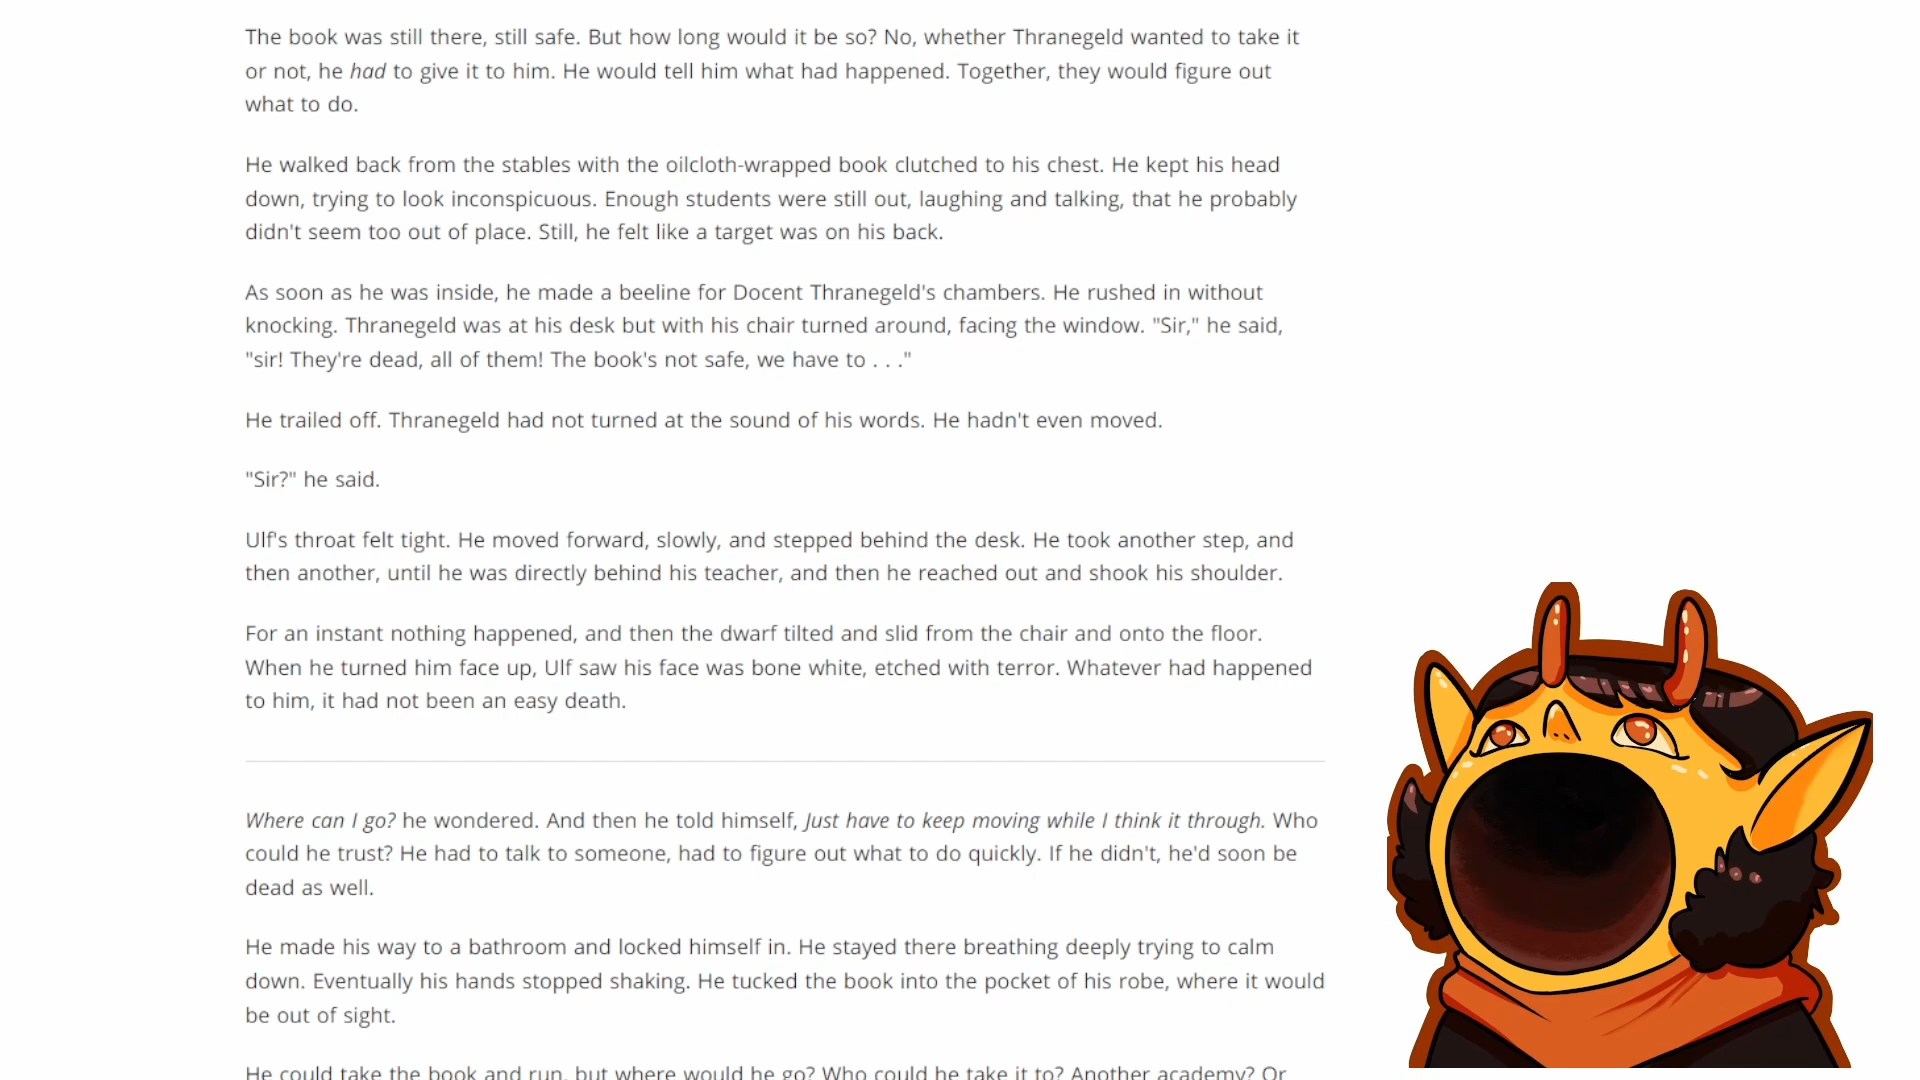 The book was still there, still safe. But how long would it be so? No, whether Thranegeld wanted to take it
or not, he had to give it to him. He would tell him what had happened. Together, they would figure out
what to do.
He walked back from the stables with the oilcloth-wrapped book clutched to his chest. He kept his head
down, trying to look inconspicuous. Enough students were still out, laughing and talking, that he probably
didn't seem too out of place. Still, he felt like a target was on his back.
As soon as he was inside, he made a beeline for Docent Thranegeld's chambers. He rushed in without
knocking. Thranegeld was at his desk but with his chair turned around, facing the window. "Sir," he said,
"sir! They're dead, all of them! The book's not safe, we have to . . ."
He trailed off. Thranegeld had not turned at the sound of his words. He hadn't even moved.
"Sir?" he said.
Ulf's throat felt tight. He moved forward, slowly, and stepped behind the desk. He took another step, and
then another, until he was directly behind his teacher, and then he reached out and shook his shoulder.
For an instant nothing happened, and then the dwarf tilted and slid from the chair and onto the floor.
When he turned him face up, Ulf saw his face was bone white, etched with terror. Whatever had happened
to him, it had not been an easy death.
Where can I go? he wondered. And then he told himself, Just have to keep moving while I think it through. Who
could he trust? He had to talk to someone, had to figure out what to do quickly. If he didn't, he'd soon be
dead as well.
He made his way to a bathroom and locked himself in. He stayed there breathing deeply trying to calm
down. Eventually his hands stopped shaking. He tucked the book into the pocket of his robe, where it would
be out of sight.
He could take the book and run, but where would he go? Who could he take it to? Another academy? Or